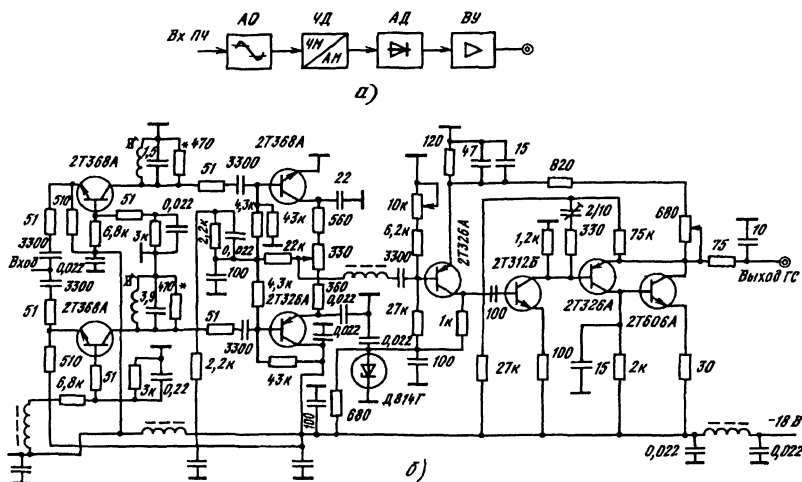 АО ЧД АД ВУ
Вх ПЧ ЧМ АМ
а)
2Т368А 1,5 *470 51 3300 2Т368А 22 120 47 15 820
51 510 51 0,022 4,3к 43к 560 10к 2/10 680 10
6,8к 3к 2,2к 0,022 22к 330 6,2к 2Т326А 1,2к 330 75к 75
3300 0,022 100 3300 2Т312Б Выход ГС
Вход
3300 3,9 470 * 4,3к 360 27к 2Т326А
2Т368А 2Т326А 0,022 1к 100 2Т606А
51 51 3300 0,022 0,022
510 51 0,22 2,2к 43к 100 27к 100 15 2к 30
6,8к 3к Д814Г
100 680 -18 В
0,022 0,022
б)